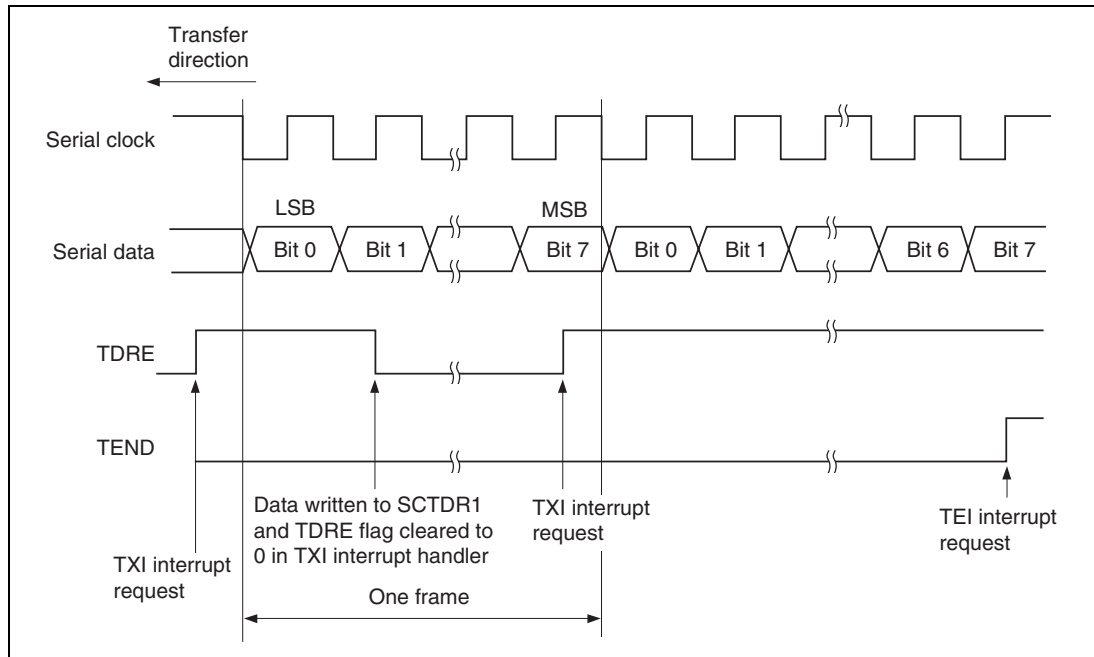 Transfer
direction
Serial clock
LSB
MSB
Serial data
Bit 0
Bit 1
Bit 7
Bit 0
Bit 1
Bit 6
Bit 7
TDRE
TEND
Data written to SCTDR1
and TDRE flag cleared to
0 in TXI interrupt handler
TXI interrupt
request
TEI interrupt
request
TXI interrupt
request
One frame